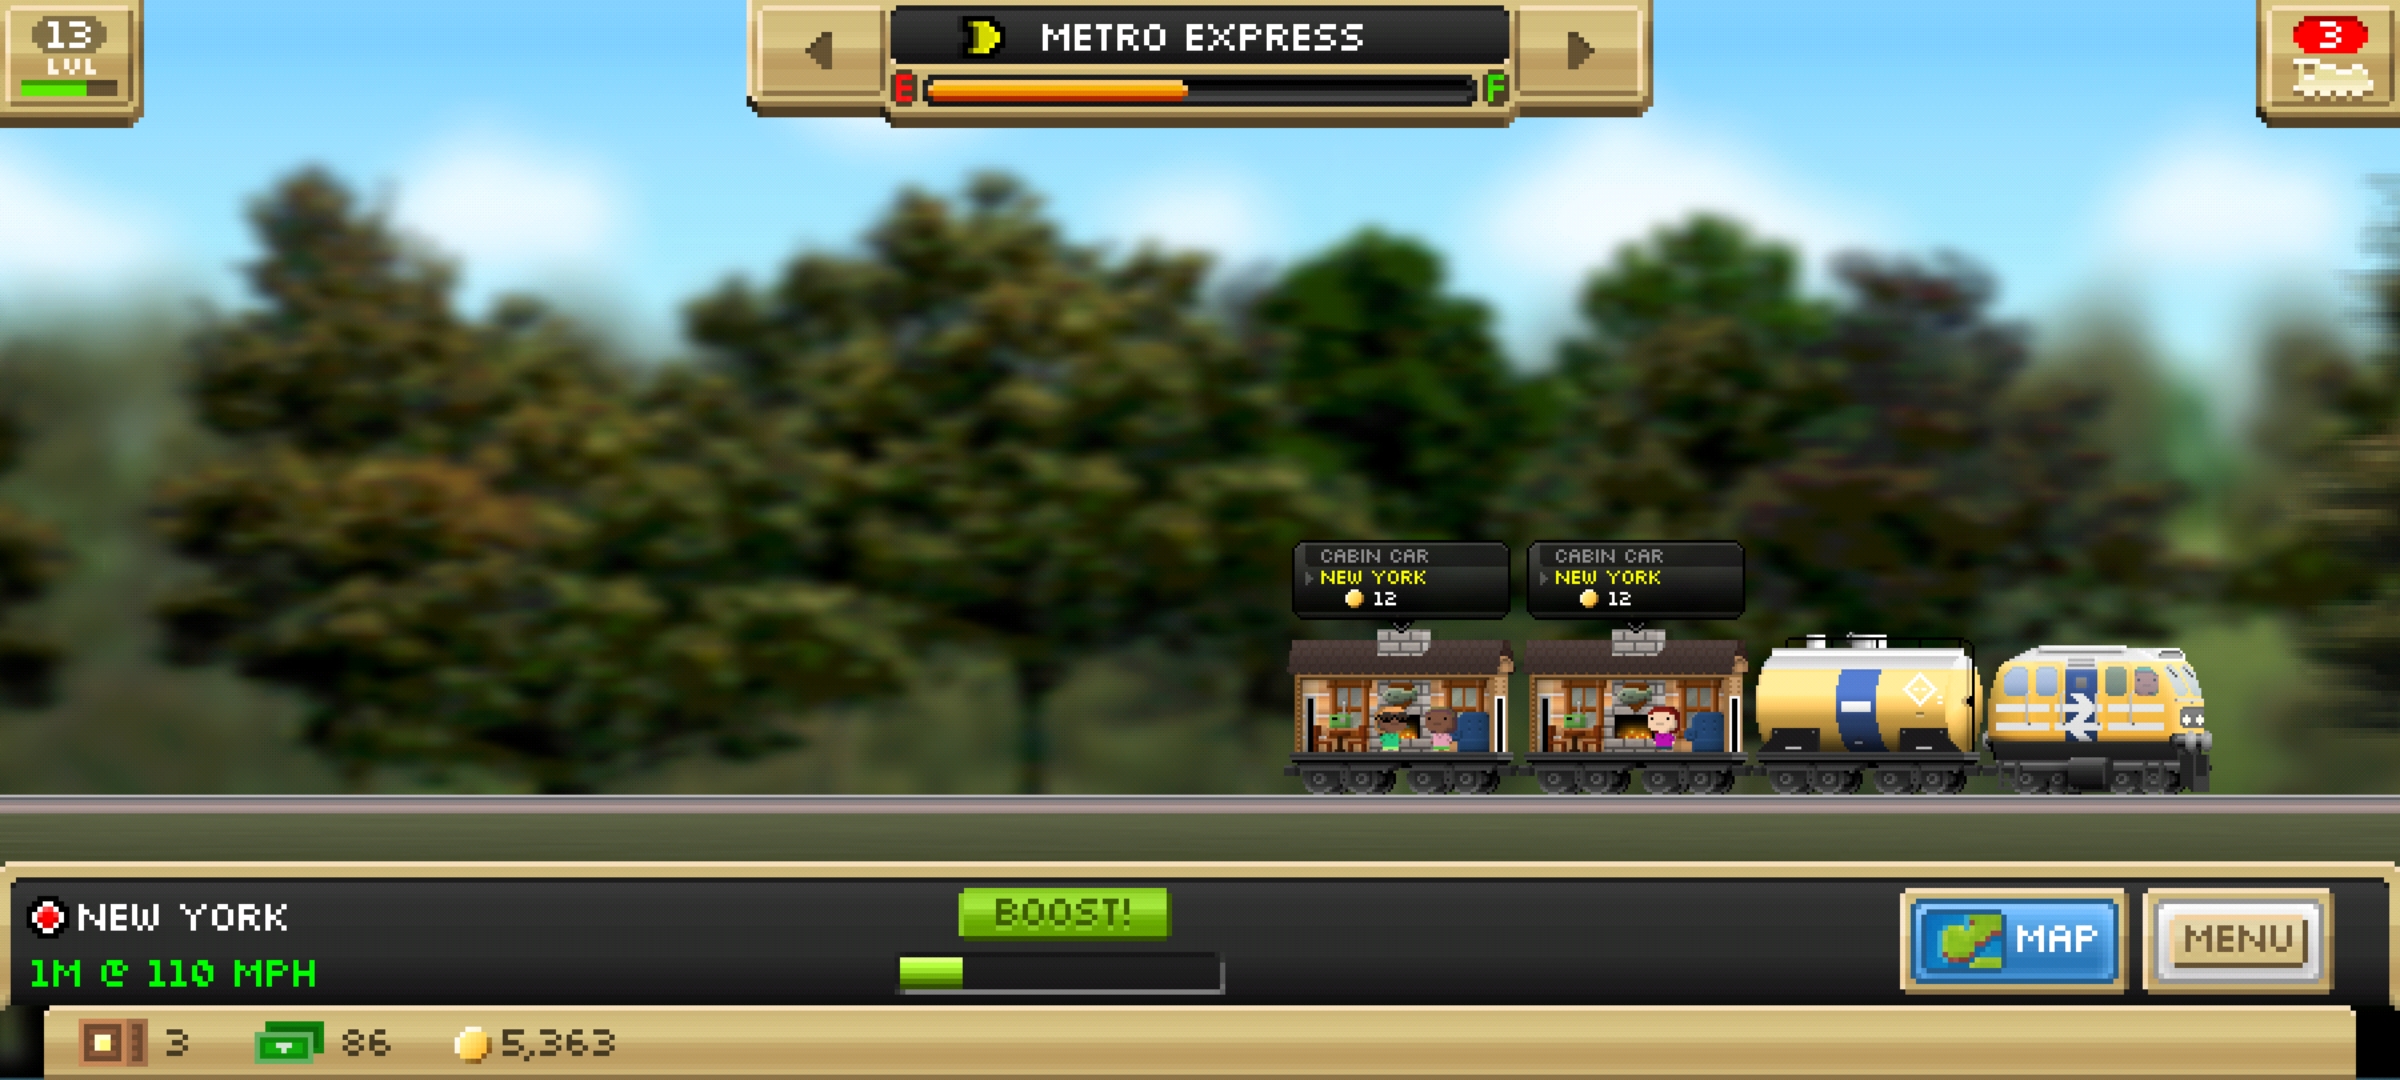 13
LVL
METRO EXPRESS
E
F
3
CABIN CAR
NEW YORK
12
CABIN CAR
NEW YORK
12
NEW YORK
1M @ 110 MPH
BOOST!
MAP
MENU
3
86
5,363